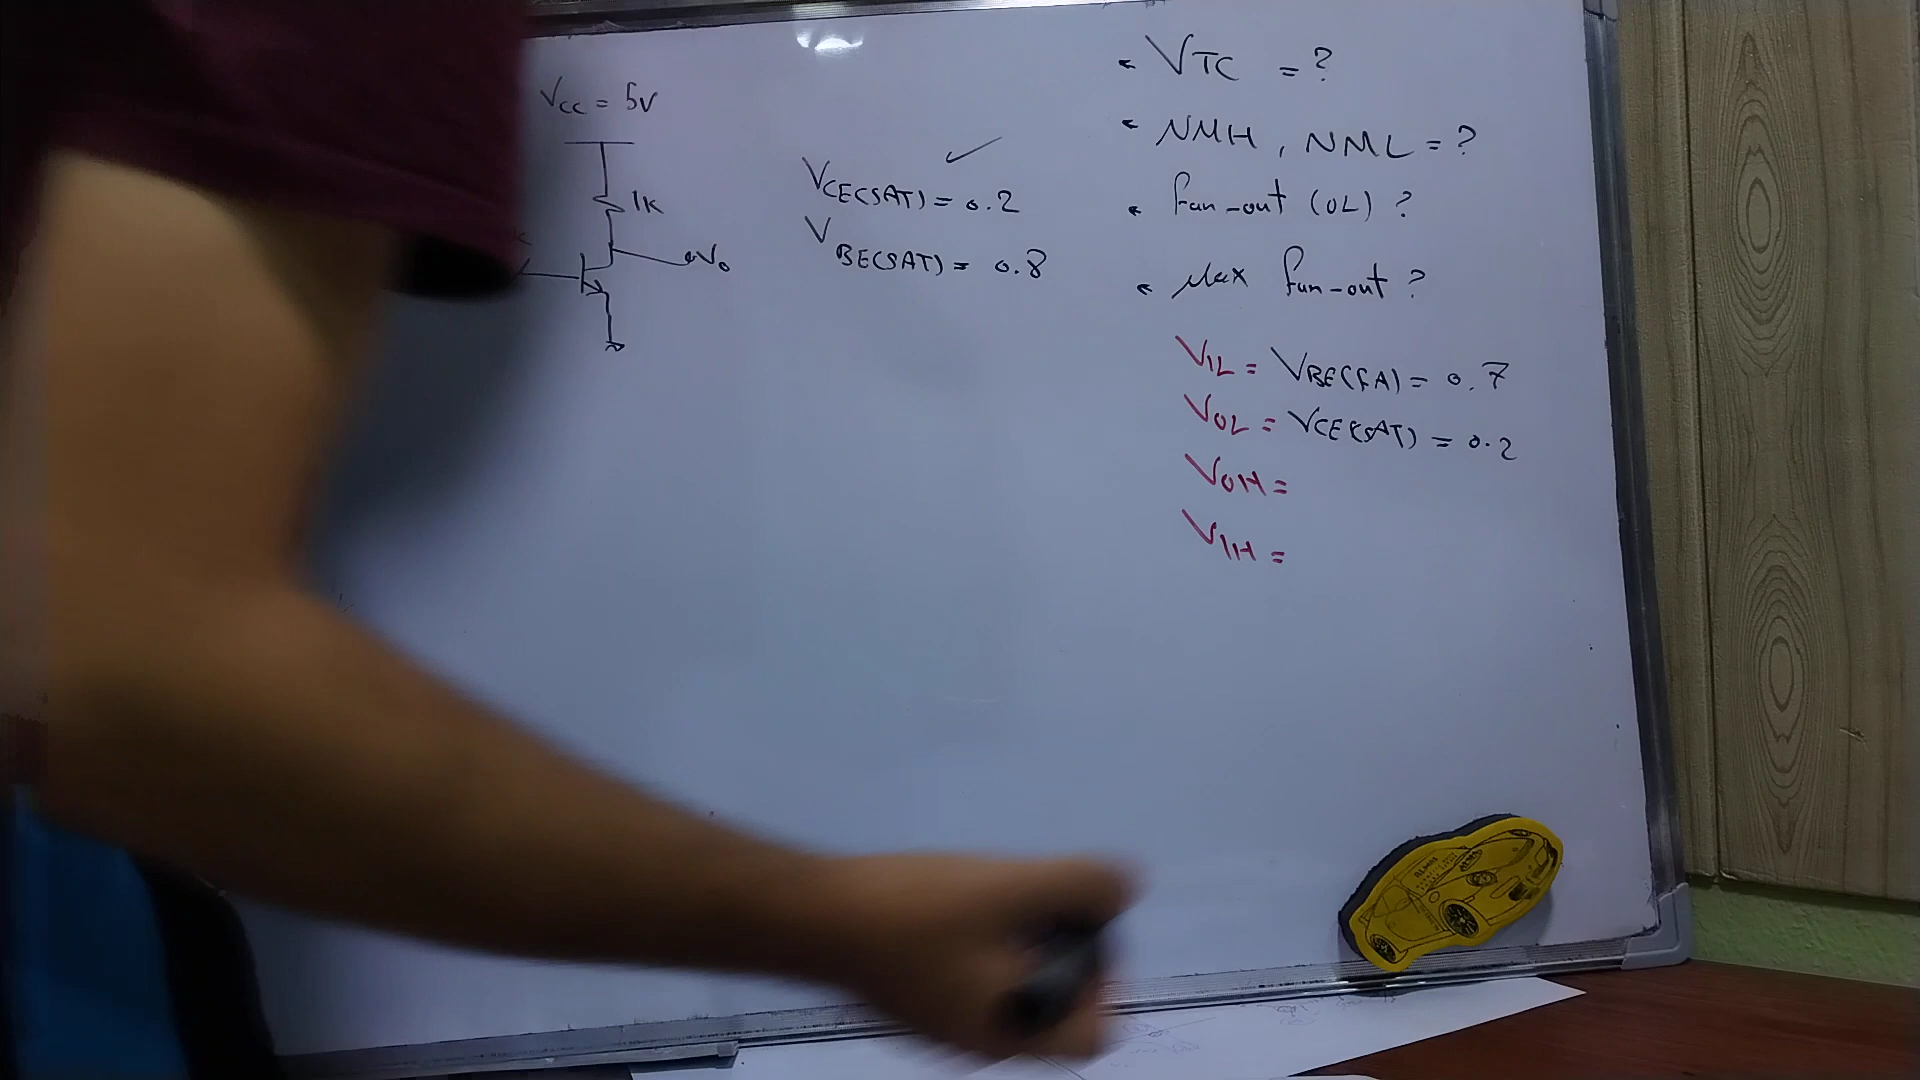 VCC = 5V
1K
Vo
VCE(SAT) = 0.2
VBE(SAT) = 0.8
VTC = ?
NMH, NML = ?
fan-out (OL) ?
Max fan-out ?
VIL = VBE(FA) = 0.7
VOL = VCE(SAT) = 0.2
VOH =
VIH =